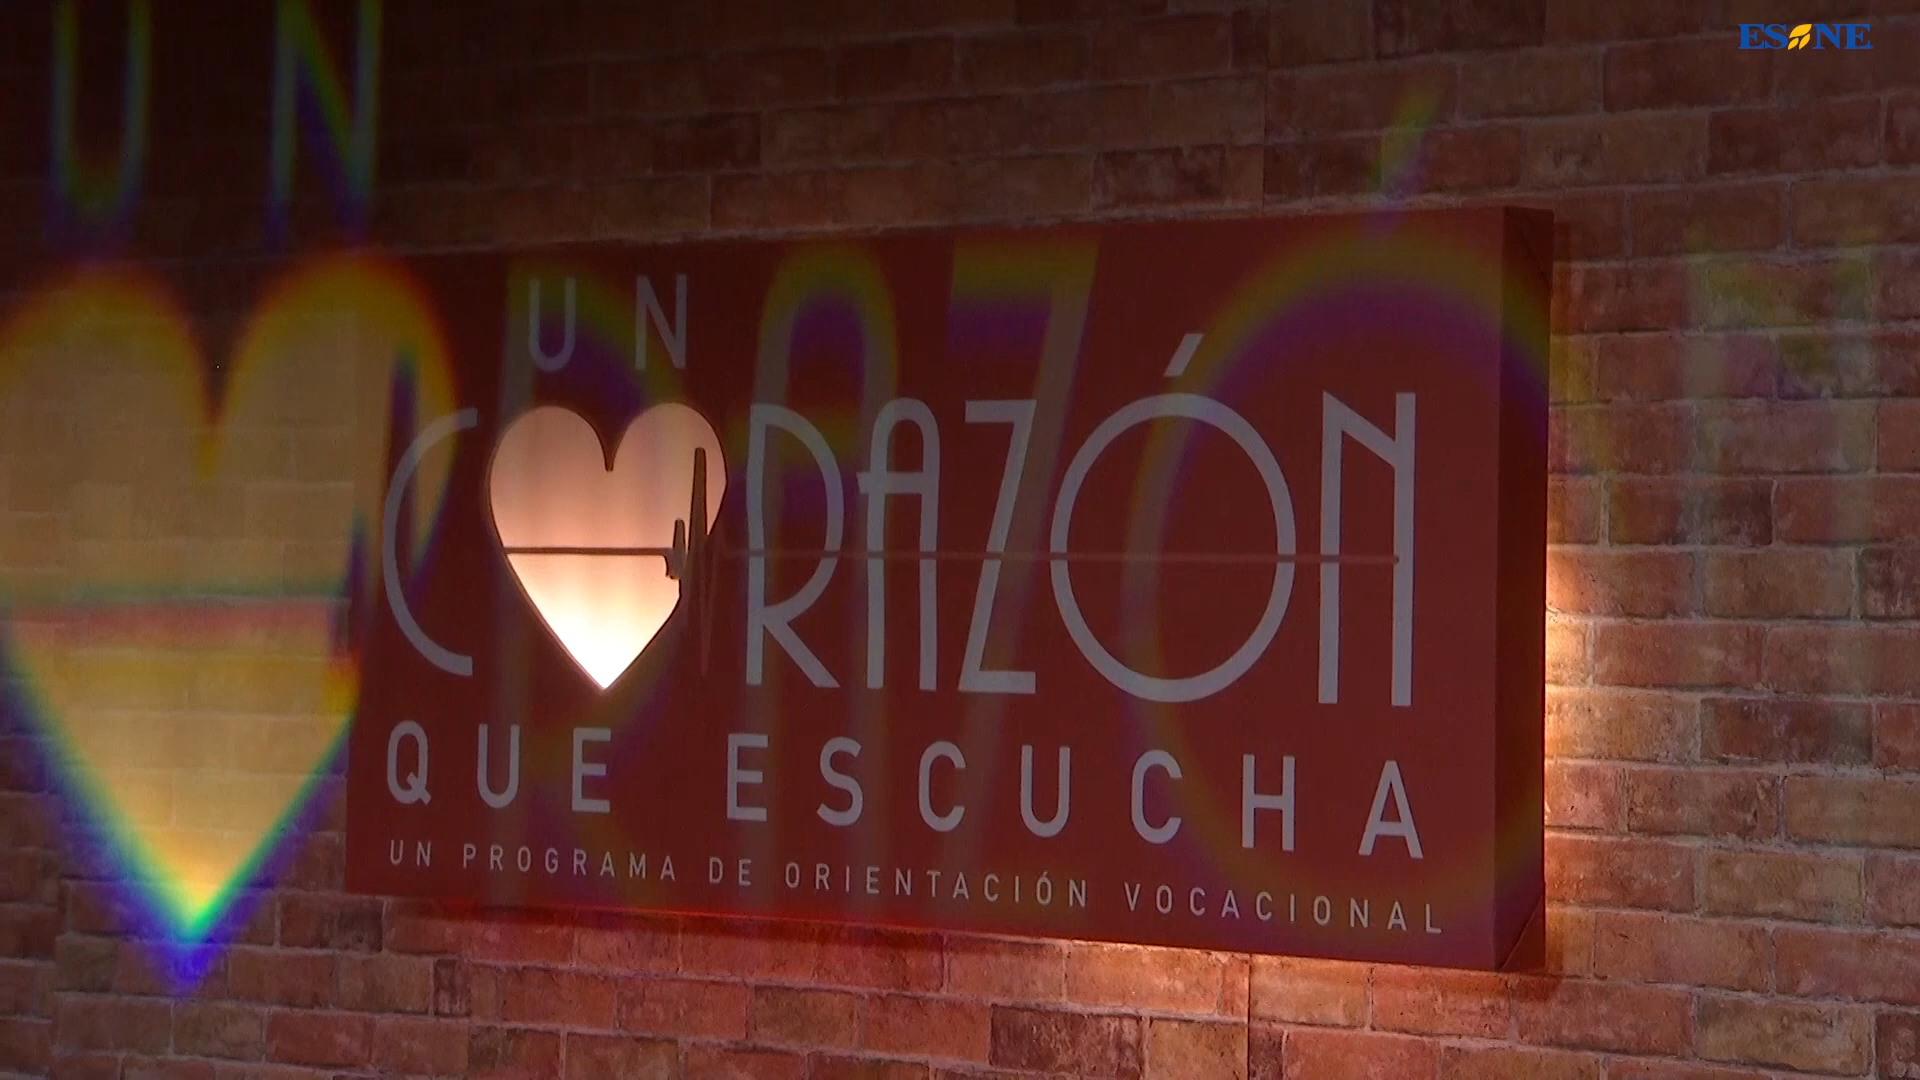 ESNE
UN
CORAZÓN
QUE ESCUCHA
UN PROGRAMA DE ORIENTACIÓN VOCACIONAL